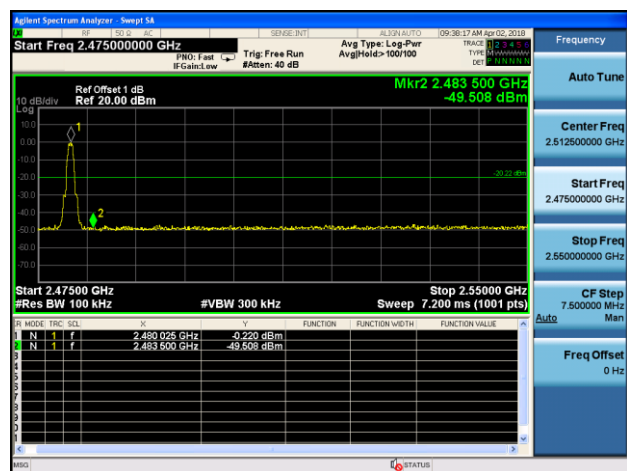 Agilent Spectrum Analyzer - Swept SA
RF 50 Ω AC SENSE:INT ALIGN AUTO 09:38:17 AM Apr 02, 2018
Start Freq 2.475000000 GHz
PNO: Fast
IFGain:Low
Trig: Free Run
#Atten: 40 dB
Avg Type: Log-Pwr
Avg|Hold:>100/100
TRACE 1 2 3 4 5 6
TYPE M
DET P N N N N N
Ref Offset 1 dB
10 dB/div Ref 20.00 dBm
Log
Mkr2 2.483 500 GHz
-49.508 dBm
10.0
1
0.00
-10.0
-20.22 dBm
-20.0
-30.0
-40.0
2
-50.0
-60.0
-70.0
Start 2.47500 GHz Stop 2.55000 GHz
#Res BW 100 kHz #VBW 300 kHz Sweep 7.200 ms (1001 pts)
MODE TRC SCL X Y FUNCTION FUNCTION WIDTH FUNCTION VALUE
1 N 1 f 2.480 025 GHz -0.220 dBm
2 N 1 f 2.483 500 GHz -49.508 dBm
MSG STATUS
Frequency
Auto Tune
Center Freq
2.512500000 GHz
Start Freq
2.475000000 GHz
Stop Freq
2.550000000 GHz
CF Step
7.500000 MHz
Auto Man
Freq Offset
0 Hz